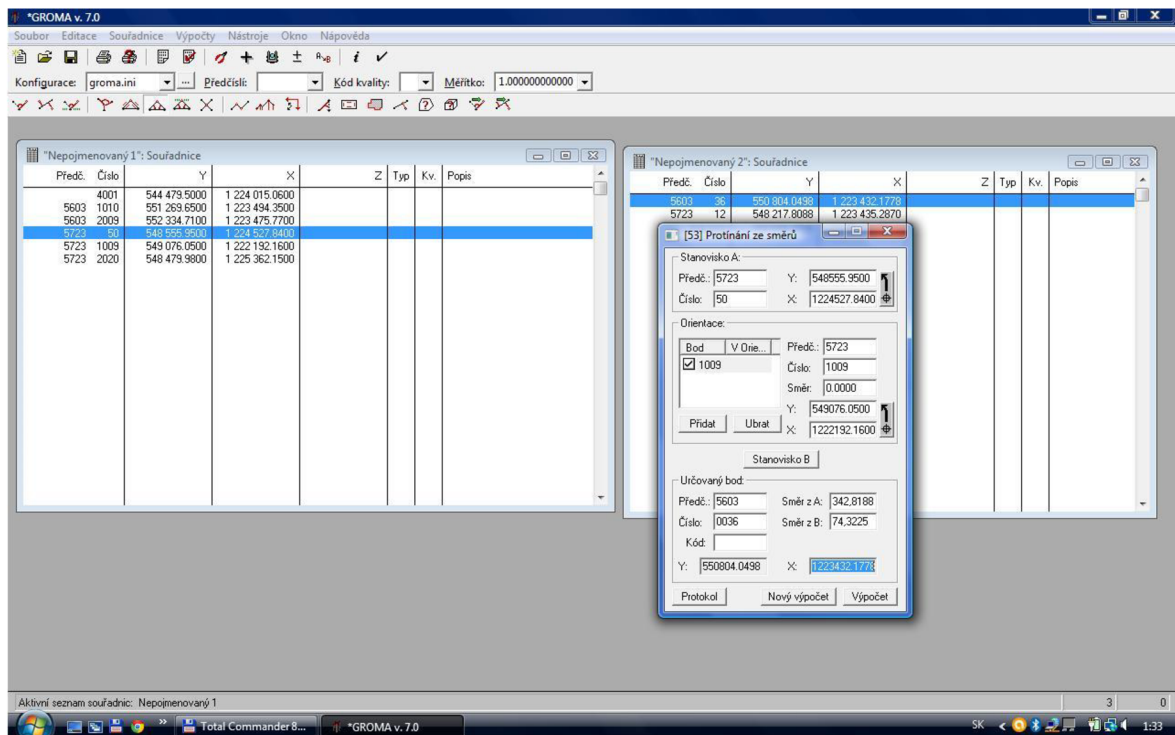 *GROMA v. 7.0
Soubor Editace Souřadnice Výpočty Nástroje Okno Nápověda
Konfigurace: groma.ini Předčíslí: Kód kvality: Měřítko: 1.000000000000
"Nepojmenovaný 1": Souřadnice
Předč. Číslo Y X Z Typ Kv. Popis
4001 544 479.5000 1 224 015.0600
5603 1010 551 269.6500 1 223 494.3500
5603 2009 552 334.7100 1 223 475.7700
5723 50 548 555.9500 1 224 527.8400
5723 1009 549 076.0500 1 222 192.1600
5723 2020 548 479.9800 1 225 362.1500
"Nepojmenovaný 2": Souřadnice
Předč. Číslo Y X Z Typ Kv. Popis
5603 36 550 804.0498 1 223 432.1778
5723 12 548 217.8088 1 223 435.2870
[53] Protínání ze směrů
Stanovisko A:
Předč.: 5723 Y: 548555.9500
Číslo: 50 X: 1224527.8400
Orientace:
Bod V Orie... Předč.: 5723
1009 Číslo: 1009
Směr: 0.0000
Y: 549076.0500
Přidat Ubrat X: 1222192.1600
Stanovisko B
Určovaný bod:
Předč.: 5603 Směr z A: 342,8188
Číslo: 0036 Směr z B: 74,3225
Kód:
Y: 550804.0498 X: 1223432.1778
Protokol Nový výpočet Výpočet
Aktivní seznam souřadnic: Nepojmenovaný 1 3 0
» Total Commander 8... *GROMA v. 7.0 SK < 1:33